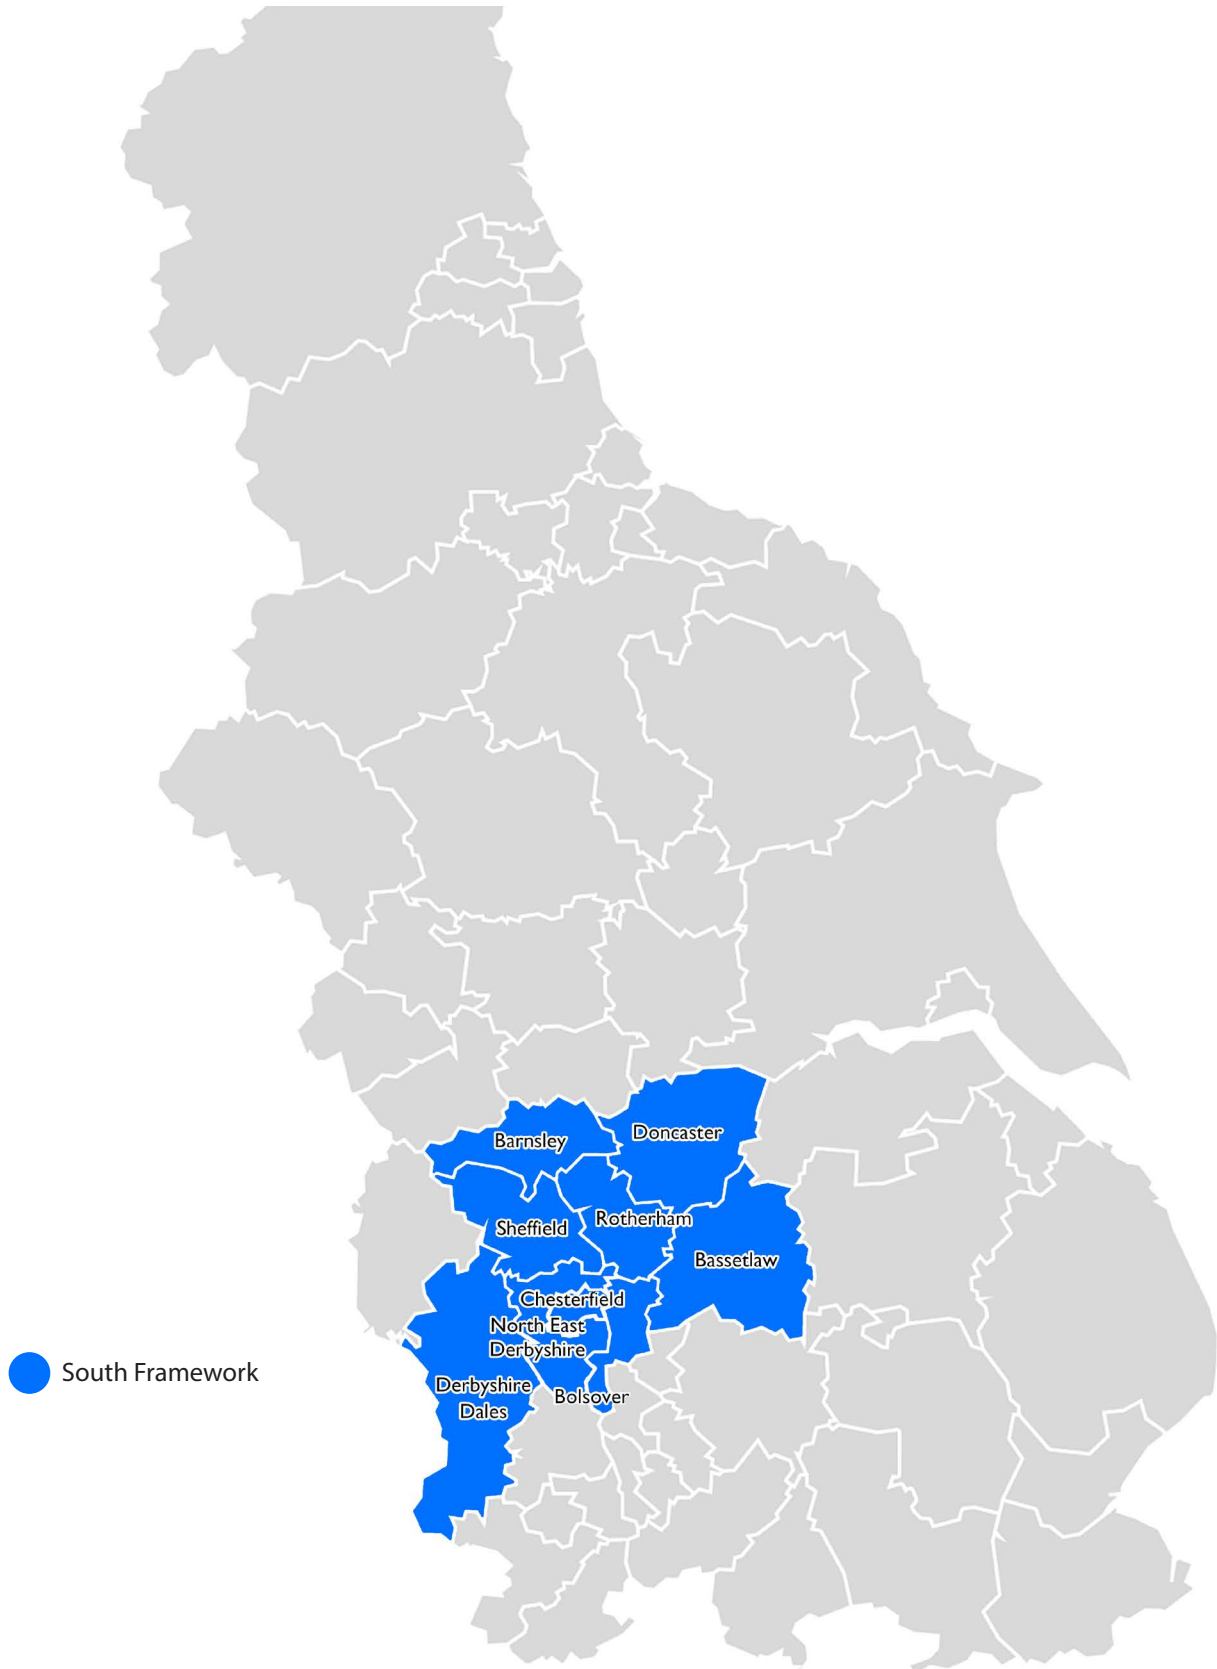 Barnsley
Doncaster
Sheffield
Rotherham
Bassetlaw
Chesterfield
North East
Derbyshire
South Framework
Derbyshire
Dales
Bolsover